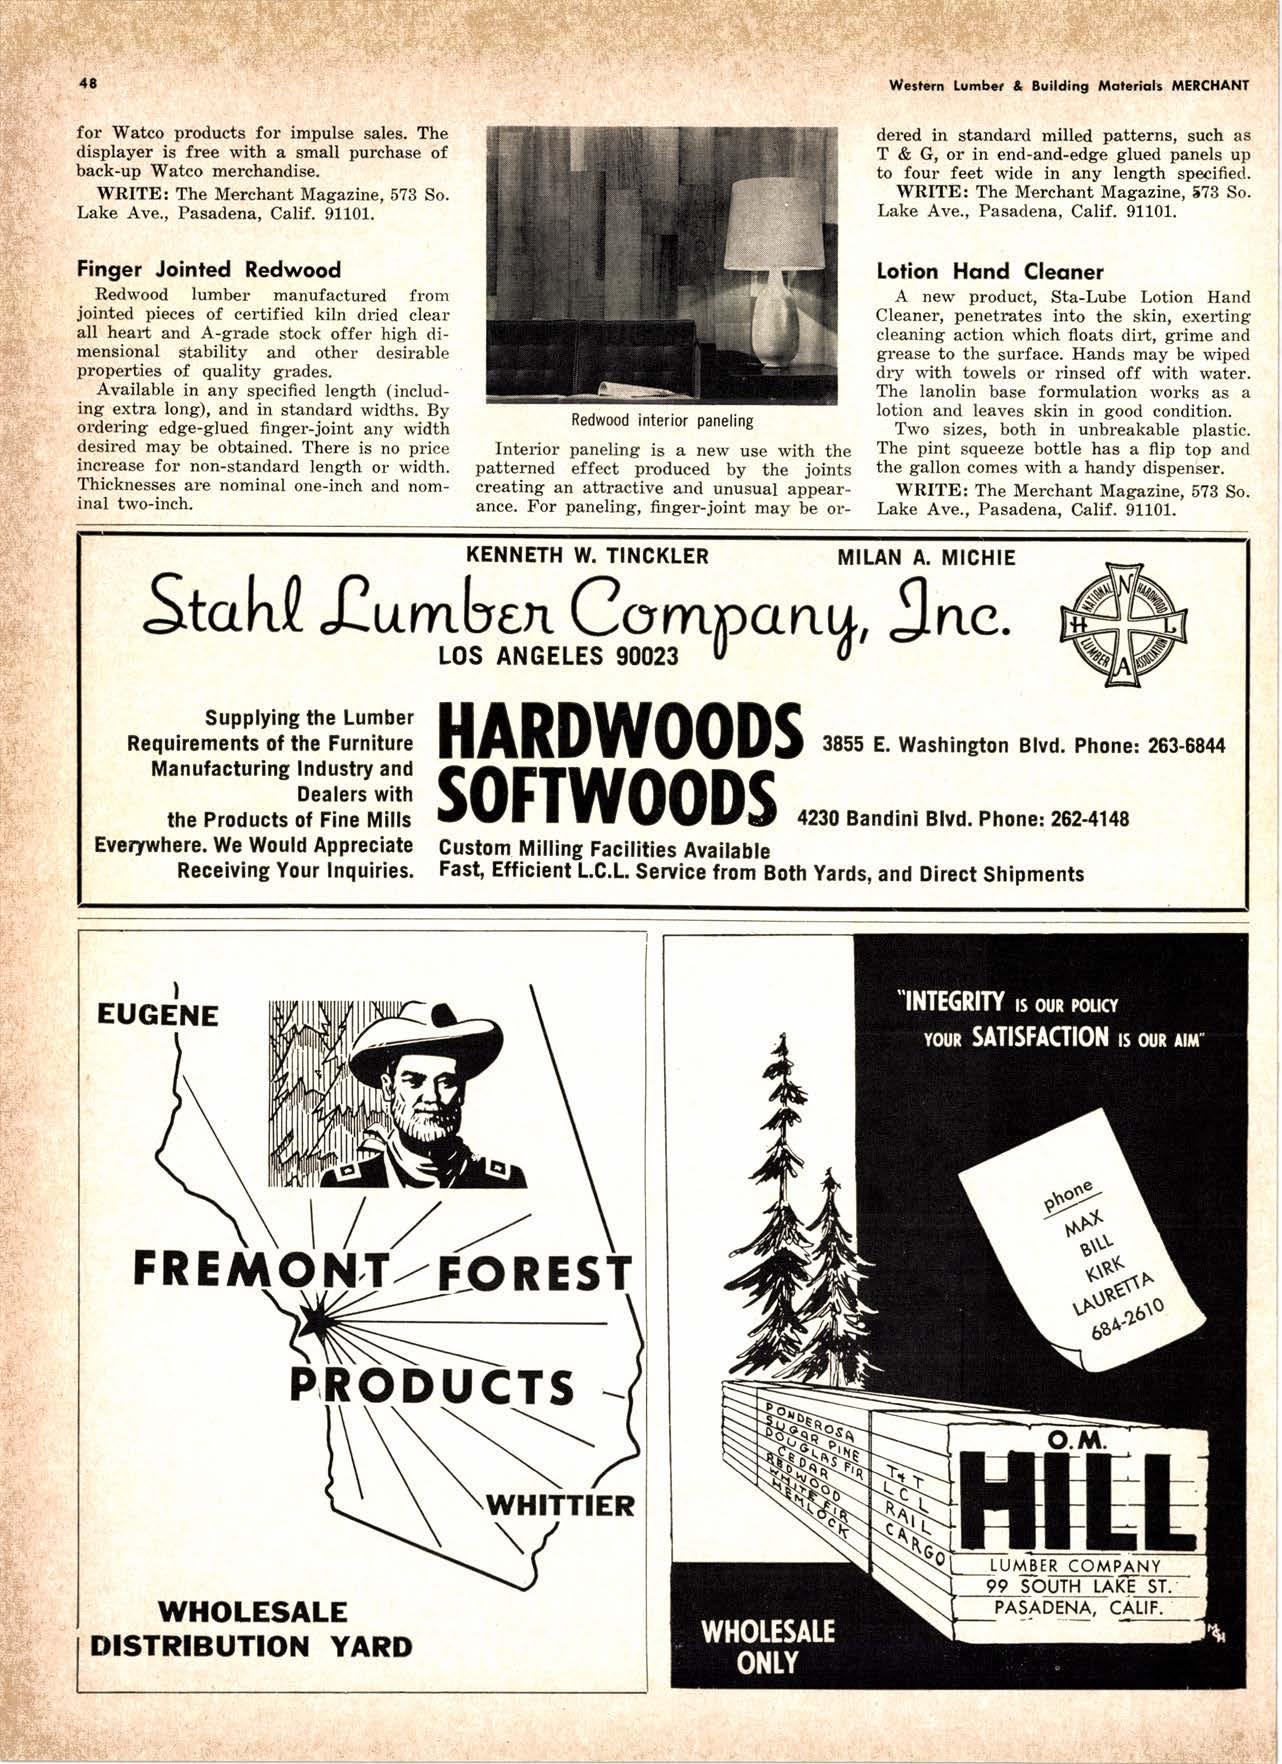 48
Western Lumber & Building Materials MERCHANT
for Watco products for impulse sales. The
displayer is free with a small purchase of
back-up Watco merchandise.
WRITE: The Merchant Magazine, 573 So.
Lake Ave., Pasadena, Calif. 91101.
Finger Jointed Redwood
Redwood lumber manufactured from
jointed pieces of certified kiln dried clear
all heart and A-grade stock offer high di-
mensional stability and other desirable
properties of quality grades.
Available in any specified length (includ-
ing extra long), and in standard widths. By
ordering edge-glued finger-joint any width
desired may be obtained. There is no price
increase for non-standard length or width.
Thicknesses are nominal one-inch and nom-
inal two-inch.
Redwood interior paneling
Interior paneling is a new use with the
patterned effect produced by the joints
creating an attractive and unusual appear-
ance. For paneling, finger-joint may be or-
dered in standard milled patterns, such as
T & G, or in end-and-edge glued panels up
to four feet wide in any length specified.
WRITE: The Merchant Magazine, 573 So.
Lake Ave., Pasadena, Calif. 91101.
Lotion Hand Cleaner
A new product, Sta-Lube Lotion Hand
Cleaner, penetrates into the skin, exerting
cleaning action which floats dirt, grime and
grease to the surface. Hands may be wiped
dry with towels or rinsed off with water.
The lanolin base formulation works as a
lotion and leaves skin in good condition.
Two sizes, both in unbreakable plastic.
The pint squeeze bottle has a flip top and
the gallon comes with a handy dispenser.
WRITE: The Merchant Magazine, 573 So.
Lake Ave., Pasadena, Calif. 91101.
KENNETH W. TINCKLER MILAN A. MICHIE
Stahl Lumber Company, Inc.
LOS ANGELES 90023
NATIONAL HARDWOOD
LUMBER ASSOCIATION
N H L A
Supplying the Lumber
Requirements of the Furniture
Manufacturing Industry and
Dealers with
the Products of Fine Mills
Everywhere. We Would Appreciate
Receiving Your Inquiries.
HARDWOODS
SOFTWOODS
3855 E. Washington Blvd. Phone: 263-6844
4230 Bandini Blvd. Phone: 262-4148
Custom Milling Facilities Available
Fast, Efficient L.C.L. Service from Both Yards, and Direct Shipments
EUGENE
FREMONT FOREST
PRODUCTS
WHITTIER
WHOLESALE
DISTRIBUTION YARD
"INTEGRITY IS OUR POLICY
YOUR SATISFACTION IS OUR AIM"
phone
MAX
BILL
KIRK
LAURETTA
684-2610
PONDEROSA
SUGAR PINE
DOUGLAS FIR
CEDAR
REDWOOD
WHITE FIR
HEMLOCK
T & T
L C L
RAIL
CARGO
O.M.
HILL
LUMBER COMPANY
99 SOUTH LAKE ST.
PASADENA, CALIF.
WHOLESALE
ONLY